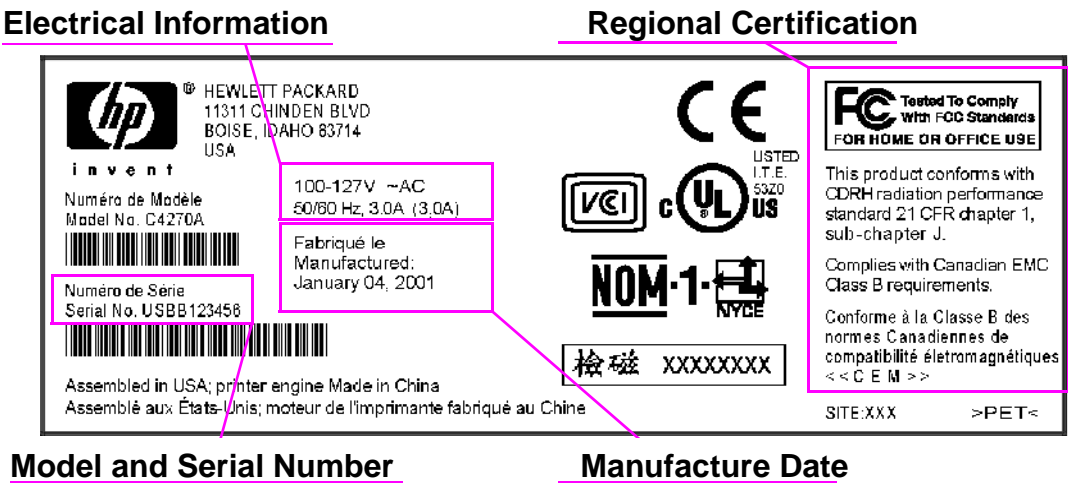 Electrical Information
Regional Certification
hp
i n v e n t
® HEWLETT PACKARD
11311 CHINDEN BLVD
BOISE, IDAHO 83714
USA
Numéro de Modèle
Model No. C4270A
100-127V ~AC
50/60 Hz, 3.0A (3,0A)
Fabriqué le
Manufactured:
January 04, 2001
Numéro de Série
Serial No. USBB123456
Assembled in USA; printer engine Made in China
Assemblé aux États-Unis; moteur de l'imprimante fabriqué au Chine
CE
VCI
C UL ® US
LISTED
I.T.E.
53Z0
NOM-1-
NYCE
檢磁 XXXXXXXX
FC Tested To Comply
With FCC Standards
FOR HOME OR OFFICE USE
This product conforms with
CDRH radiation performance
standard 21 CFR chapter 1,
sub-chapter J.
Complies with Canadian EMC
Class B requirements.
Conforme à la Classe B des
normes Canadiennes de
compatibilité életromagnétiques
<<C E M >>
SITE:XXX >PET<
Model and Serial Number
Manufacture Date